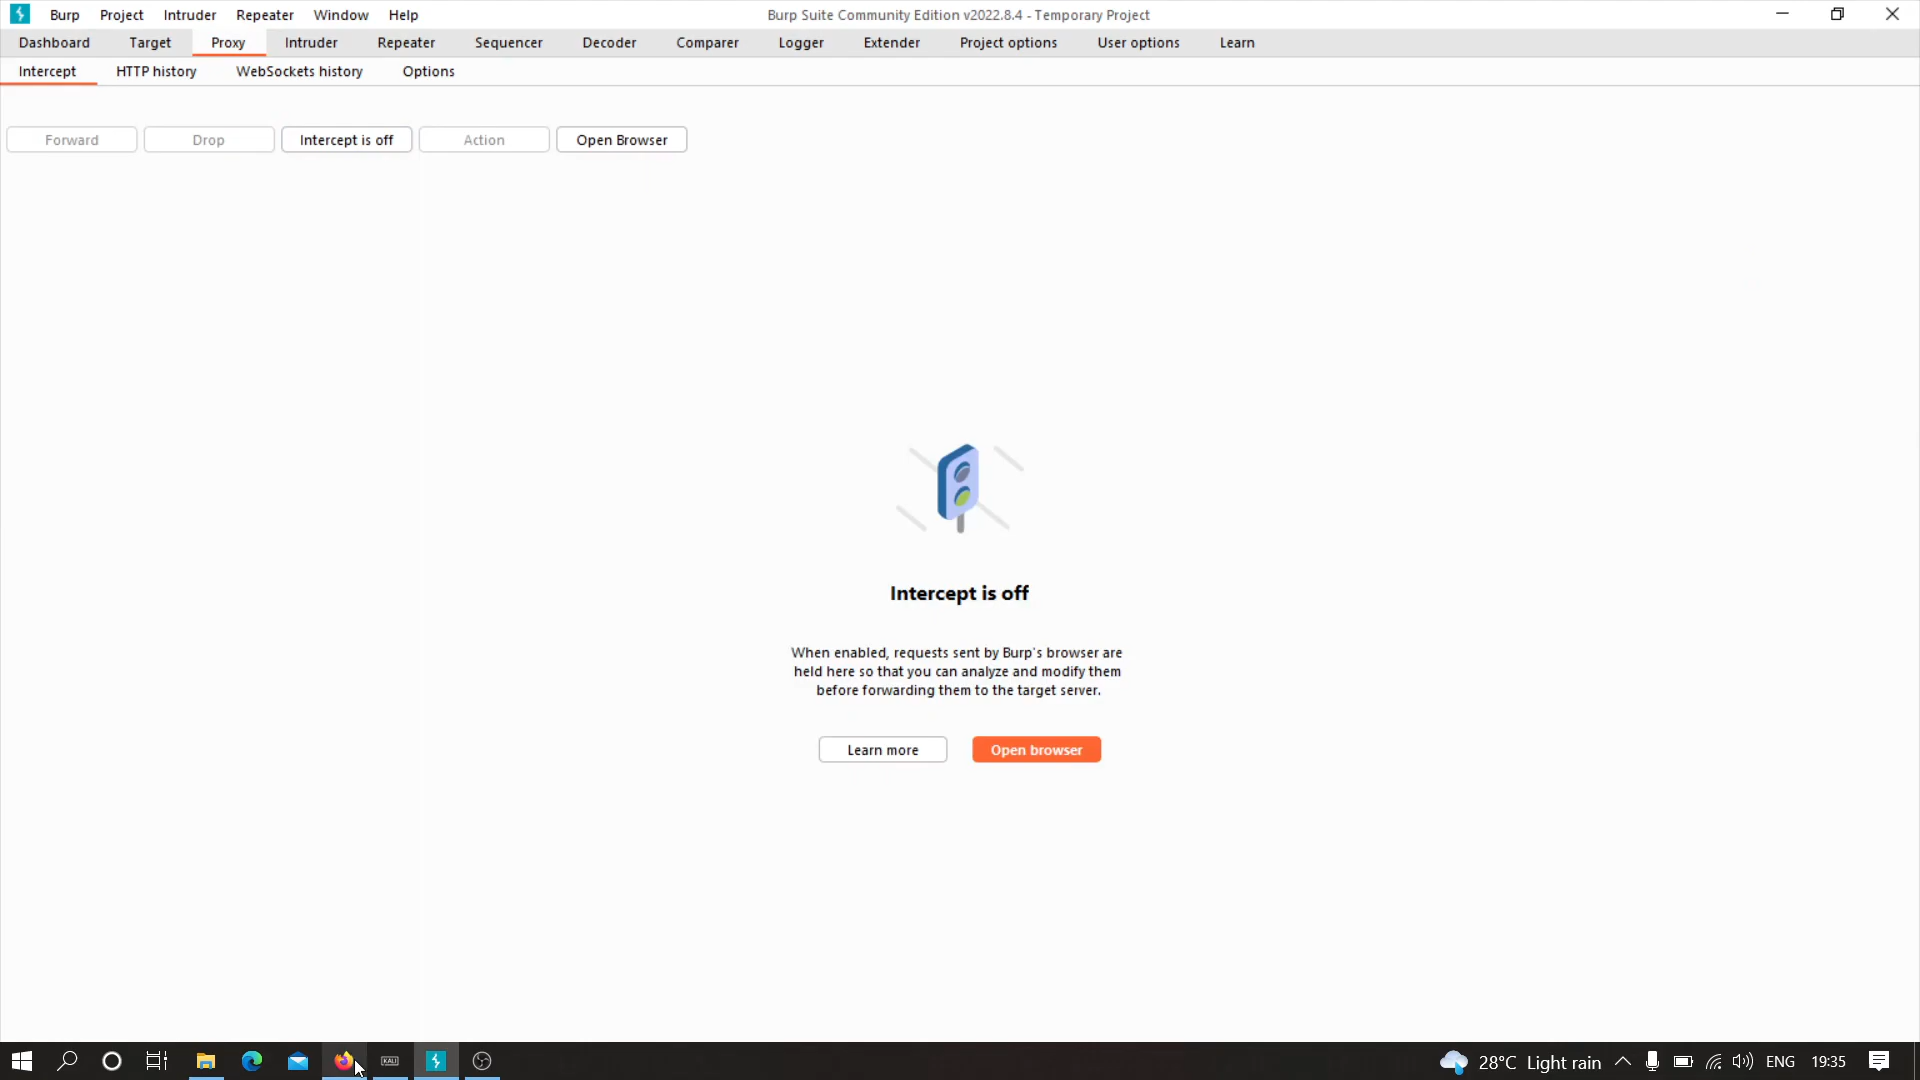 Burp Project Intruder Repeater Window Help Burp Suite Community Edition v2022.8.4 - Temporary Project
Dashboard Target Proxy Intruder Repeater Sequencer Decoder Comparer Logger Extender Project options User options Learn
Intercept HTTP history WebSockets history Options
Forward Drop Intercept is off Action Open Browser
Intercept is off
When enabled, requests sent by Burp's browser are
held here so that you can analyze and modify them
before forwarding them to the target server.
Learn more Open browser
KALI 28°C Light rain ENG 19:35